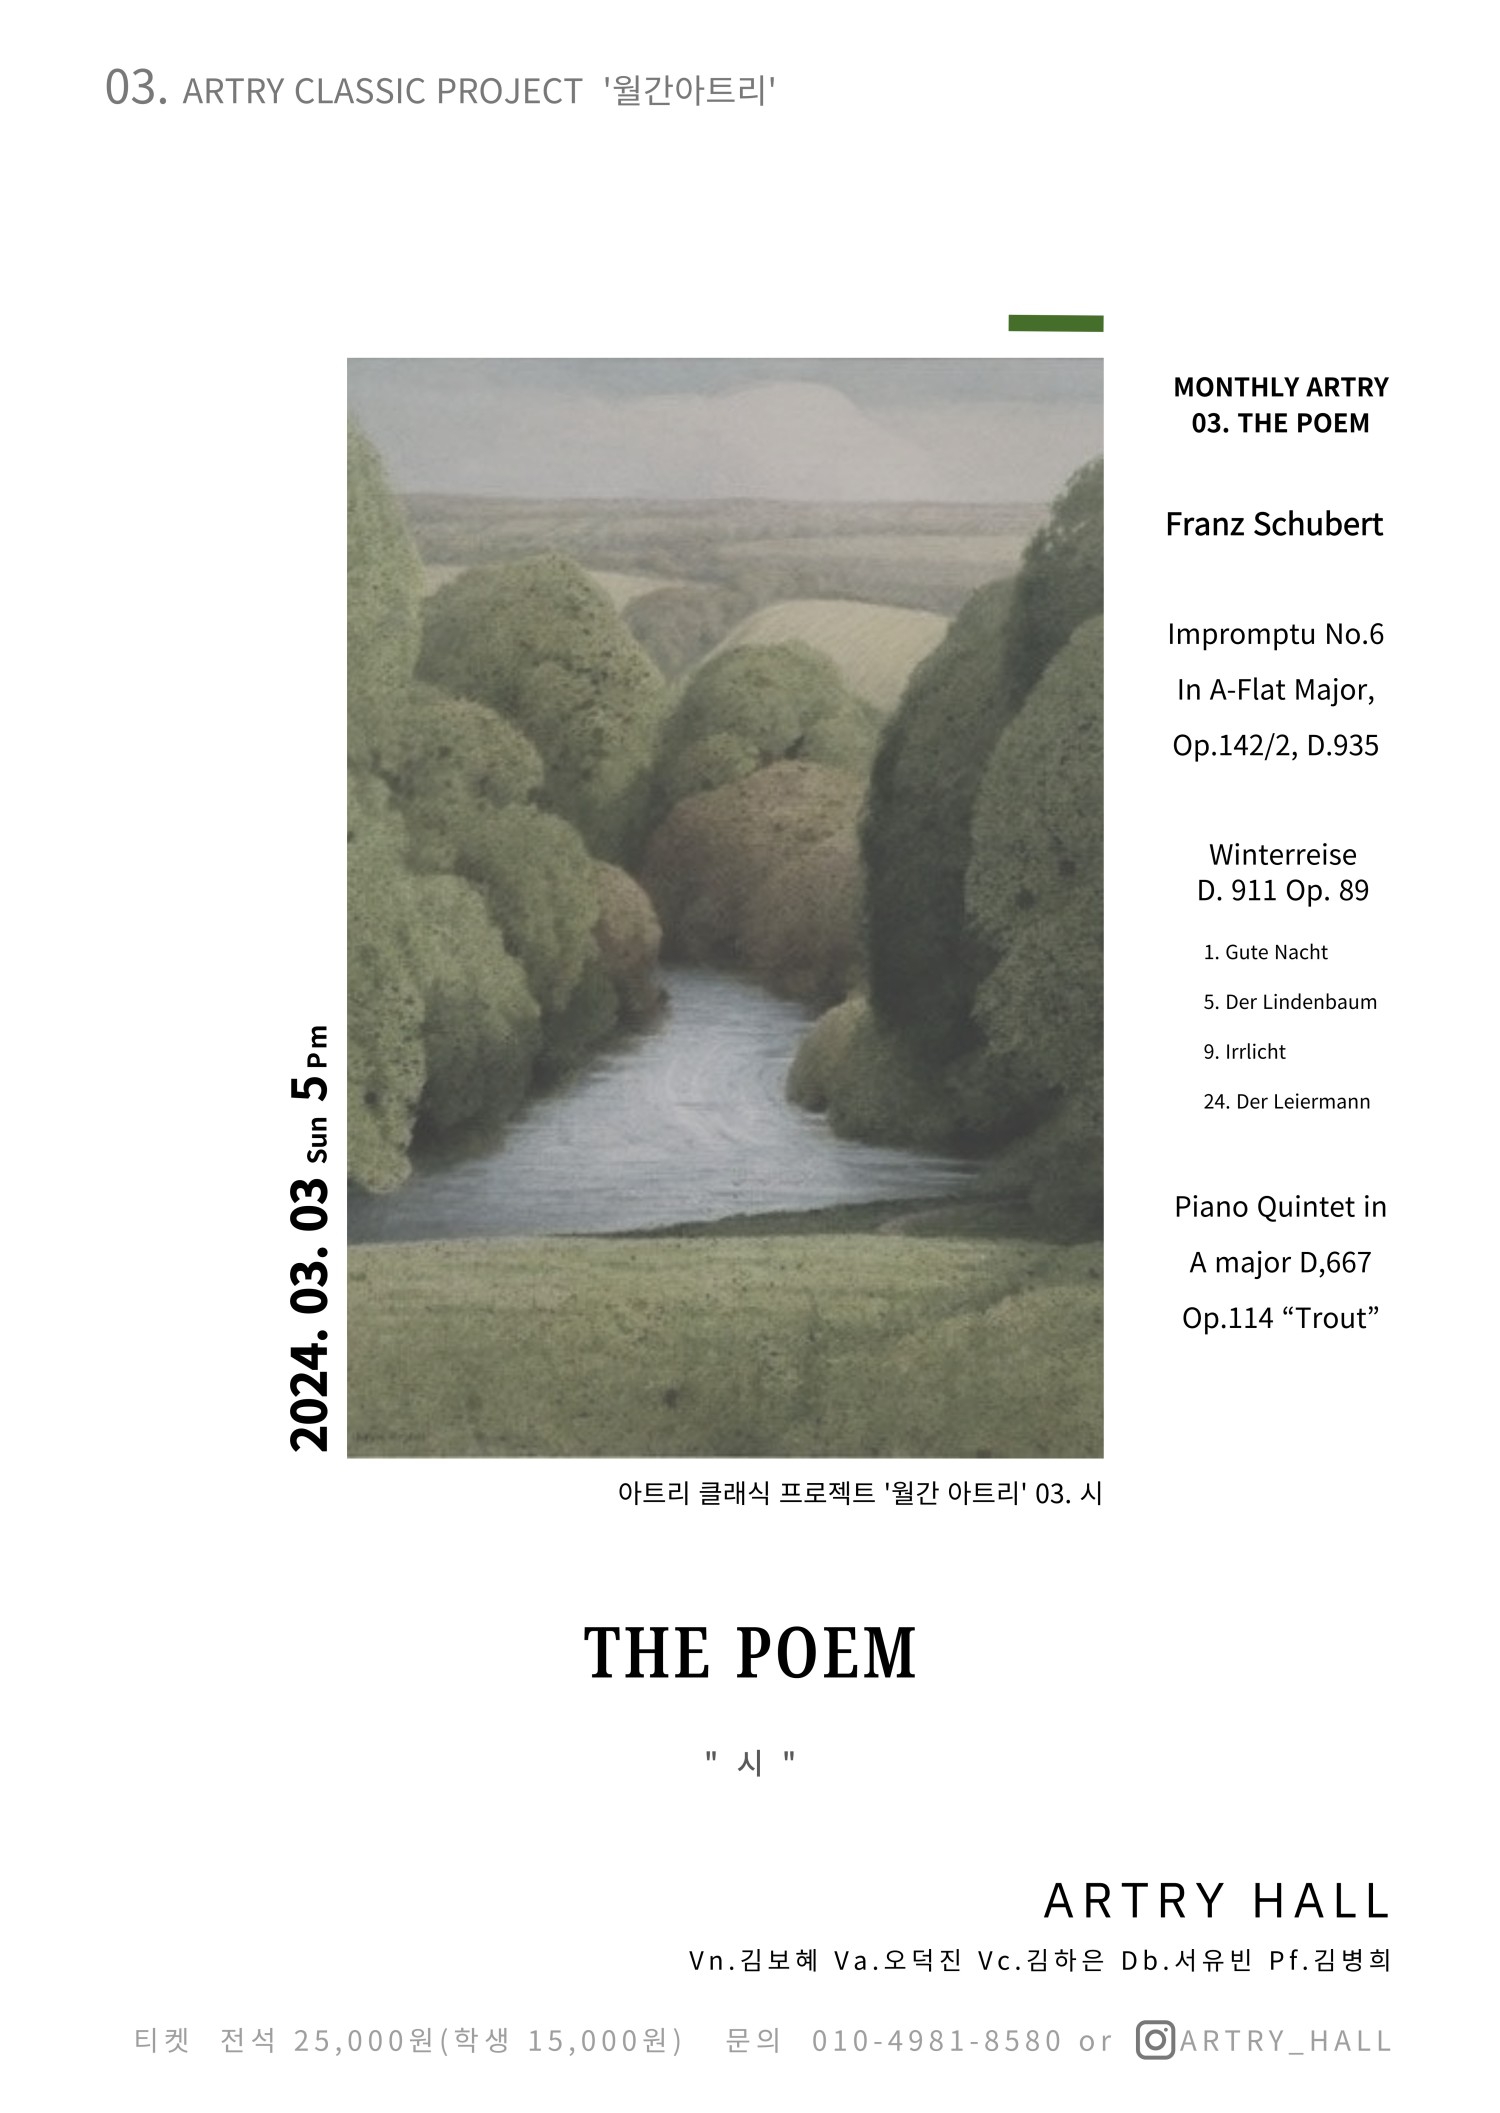 03. ARTRY CLASSIC PROJECT '월간아트리'
MONTHLY ARTRY
03. THE POEM
Franz Schubert
Impromptu No.6
In A-Flat Major,
Op.142/2, D.935
Winterreise
D. 911 Op. 89
1. Gute Nacht
5. Der Lindenbaum
9. Irrlicht
24. Der Leiermann
Piano Quintet in
A major D,667
Op.114 “Trout”
2024. 03. 03 Sun 5Pm
아트리 클래식 프로젝트 '월간 아트리' 03. 시
THE POEM
" 시 "
ARTRY HALL
Vn.김보혜 Va.오덕진 Vc.김하은 Db.서유빈 Pf.김병희
티켓 전석 25,000원(학생 15,000원) 문의 010-4981-8580 or ARTRY_HALL